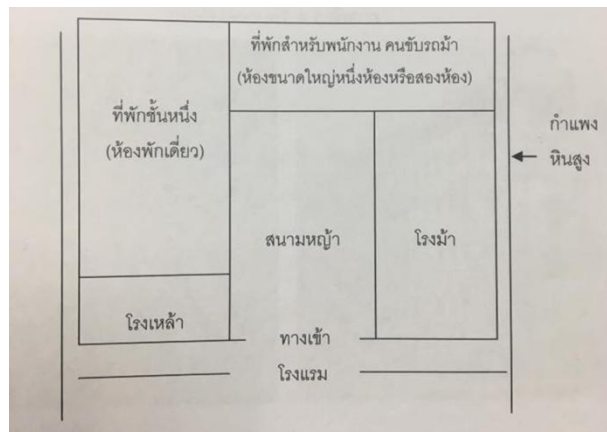 ที่พักสำหรับพนักงาน คนขับรถม้า
(ห้องขนาดใหญ่หนึ่งห้องหรือสองห้อง)
ที่พักชั้นหนึ่ง
(ห้องพักเดี่ยว)
กำแพง
หินสูง
สนามหญ้า
โรงม้า
โรงเหล้า
ทางเข้า
โรงแรม